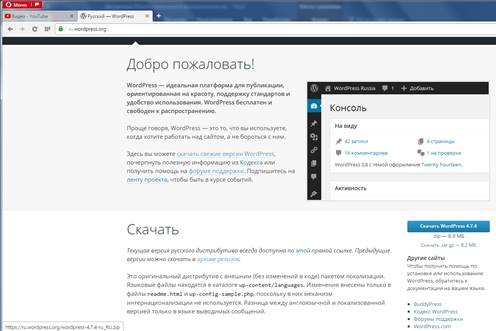 Меню
Видео - YouTube
Русский — WordPress
ru.wordpress.org
Добро пожаловать!
WordPress — идеальная платформа для публикации,
ориентированная на красоту, поддержку стандартов и
удобство использования. WordPress бесплатен и
свободен к распространению.
Проще говоря, WordPress — это то, что вы используете,
когда хотите работать над сайтом, а не бороться с ним.
Здесь вы можете скачать свежие версии WordPress,
почерпнуть полезную информацию из Кодекса или
получить помощь на форуме поддержки. Подпишитесь на
ленту проекта, чтобы быть в курсе событий.
WordPress Russia
1
+ Добавить
Консоль
На виду
42 записи
4 страницы
16 комментариев
1 на проверке
WordPress 3.8 с темой оформления Twenty Fourteen.
Активность
Скачать
Текущая версия русского дистрибутива всегда доступна по этой прямой ссылке. Предыдущие
версии можно скачать в архиве релизов.
Это оригинальный дистрибутив с внешним (без изменений в коде) пакетом локализации.
Языковые файлы находятся в каталоге wp-content/languages. Изменения внесены только в
файлы readme.html и wp-config-sample.php, поскольку в них механизм
интернационализации не используется. Разница между англоязычной и локализованной
версией только в языке выводимых сообщений.
Скачать WordPress 4.7.4
.zip — 8.9 МБ
Скачать .tar.gz — 8.2 МБ
Другие сайты
Чтобы получить помощь по
установке или использованию
WordPress, обратитесь к
документации на вашем языке.
BuddyPress
Кодекс WordPress
Форумы поддержки
WordPress.com
https://ru.wordpress.org/wordpress-4.7.4-ru_RU.zip